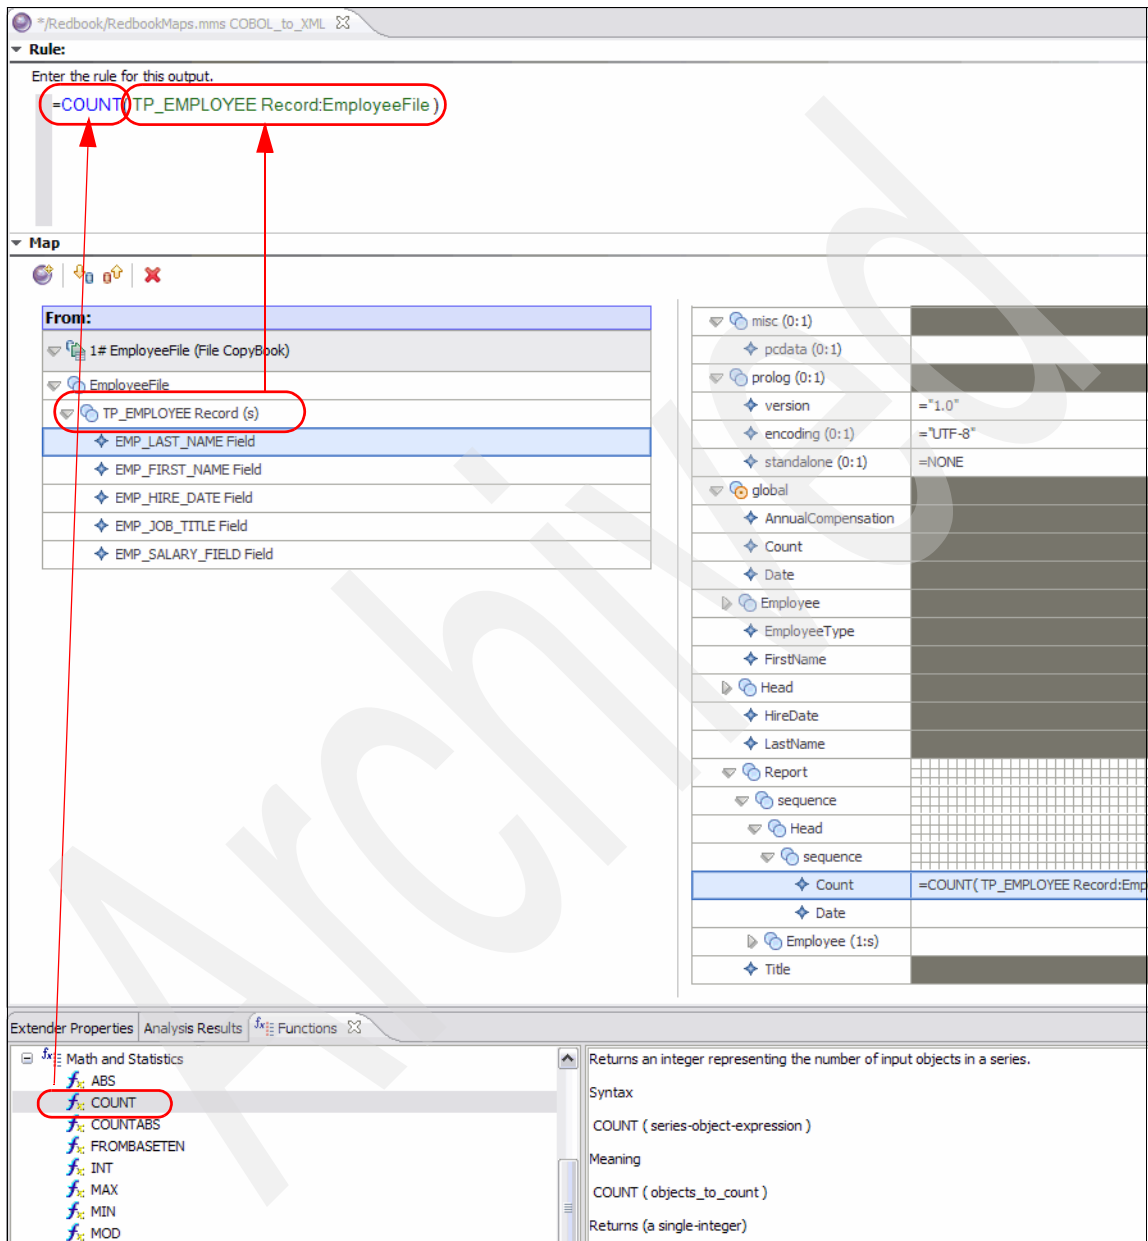 */Redbook/RedbookMaps.mms COBOL_to_XML
Rule:
Enter the rule for this output.
=COUNT( TP_EMPLOYEE Record:EmployeeFile )
Map
From:
1# EmployeeFile (File CopyBook)
EmployeeFile
TP_EMPLOYEE Record (s)
EMP_LAST_NAME Field
EMP_FIRST_NAME Field
EMP_HIRE_DATE Field
EMP_JOB_TITLE Field
EMP_SALARY_FIELD Field
misc (0:1)
pcdata (0:1)
prolog (0:1)
version ="1.0"
encoding (0:1) ="UTF-8"
standalone (0:1) =NONE
global
AnnualCompensation
Count
Date
Employee
EmployeeType
FirstName
Head
HireDate
LastName
Report
sequence
Head
sequence
Count =COUNT( TP_EMPLOYEE Record:Emp
Date
Employee (1:s)
Title
Archived
Extender Properties Analysis Results Functions
Math and Statistics
ABS
COUNT
COUNTABS
FROMBASETEN
INT
MAX
MIN
MOD
Returns an integer representing the number of input objects in a series.
Syntax
COUNT ( series-object-expression )
Meaning
COUNT ( objects_to_count )
Returns (a single-integer)